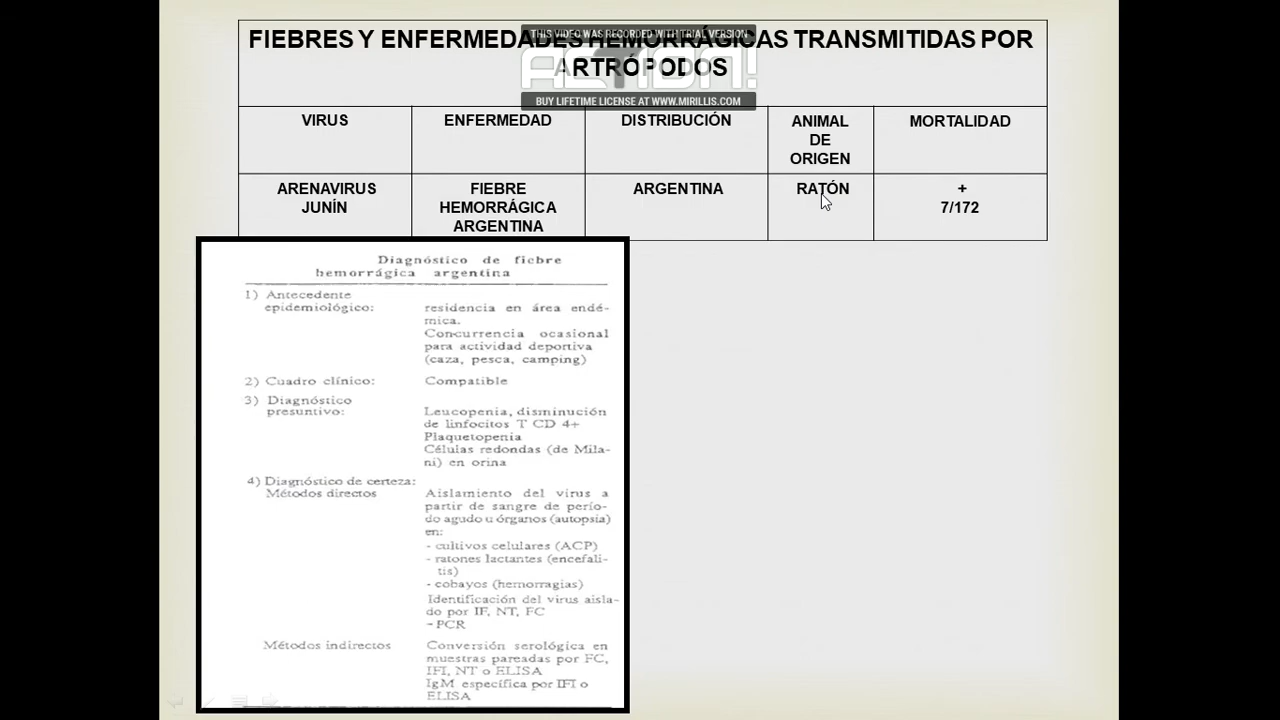 FIEBRES Y ENFERMEDADES HEMORRÁGICAS TRANSMITIDAS POR
ARTRÓPODOS
THIS VIDEO WAS RECORDED WITH TRIAL VERSION
ACTION!
BUY LIFETIME LICENSE AT WWW.MIRILLIS.COM
VIRUS
ENFERMEDAD
DISTRIBUCIÓN
ANIMAL
DE
ORIGEN
MORTALIDAD
ARENAVIRUS
JUNÍN
FIEBRE
HEMORRÁGICA
ARGENTINA
ARGENTINA
RATÓN
+
7/172
Diagnóstico de fiebre
hemorrágica argentina
1) Antecedente
epidemiológico:
residencia en área endé-
mica.
Concurrencia ocasional
para actividad deportiva
(caza, pesca, camping)
2) Cuadro clínico:
Compatible
3) Diagnóstico
presuntivo:
Leucopenia, disminución
de linfocitos T CD 4+
Plaquetopenia
Células redondas (de Mila-
ni) en orina
4) Diagnóstico de certeza:
Métodos directos
Aislamiento del virus a
partir de sangre de perío-
do agudo u órganos (autopsia)
en:
- cultivos celulares (ACP)
- ratones lactantes (encefali-
tis)
- cobayos (hemorragias)
Identificación del virus aisla-
do por IF, NT, FC
- PCR
Métodos indirectos
Conversión serológica en
muestras pareadas por FC,
IFI, NT o ELISA
IgM específica por IFI o
ELISA